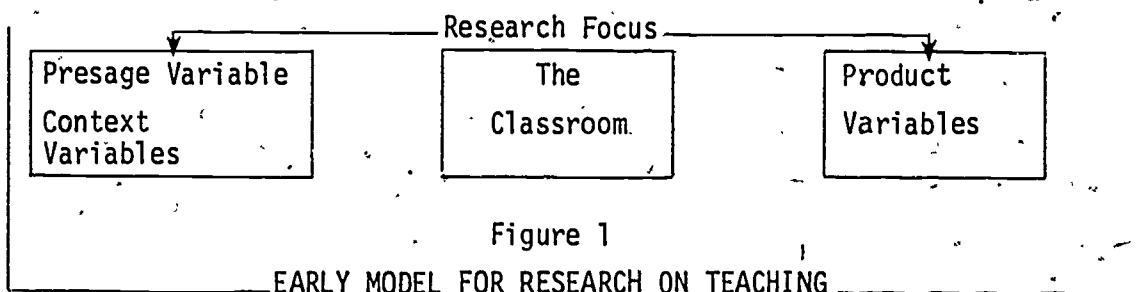 Research Focus
Presage Variable
Context
Variables
The
Classroom
Product
Variables
Figure 1
EARLY MODEL FOR RESEARCH ON TEACHING